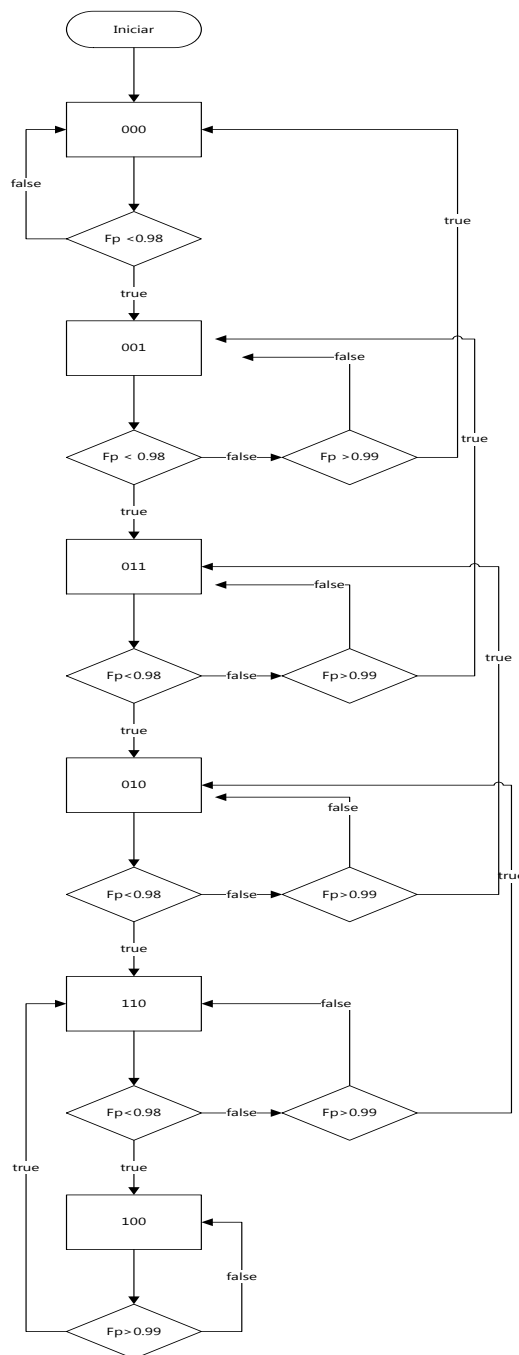 Iniciar
000
false
true
Fp <0.98
true
001
false
true
Fp < 0.98
false
Fp >0.99
true
011
false
true
Fp<0.98
false
Fp>0.99
true
010
false
Fp<0.98
false
Fp>0.99
true
true
110
false
Fp<0.98
false
Fp>0.99
true
true
100
false
Fp>0.99